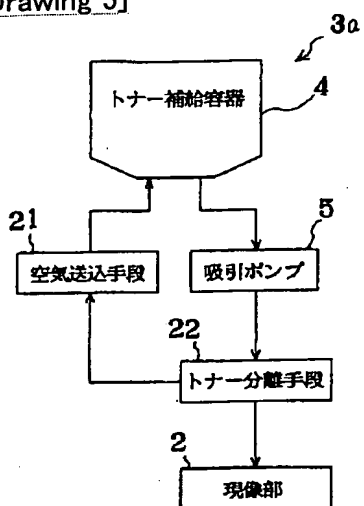 Drawing 5]
3a
トナー補給容器
4
21
5
空気送込手段
吸引ポンプ
22
トナー分離手段
2
現像部